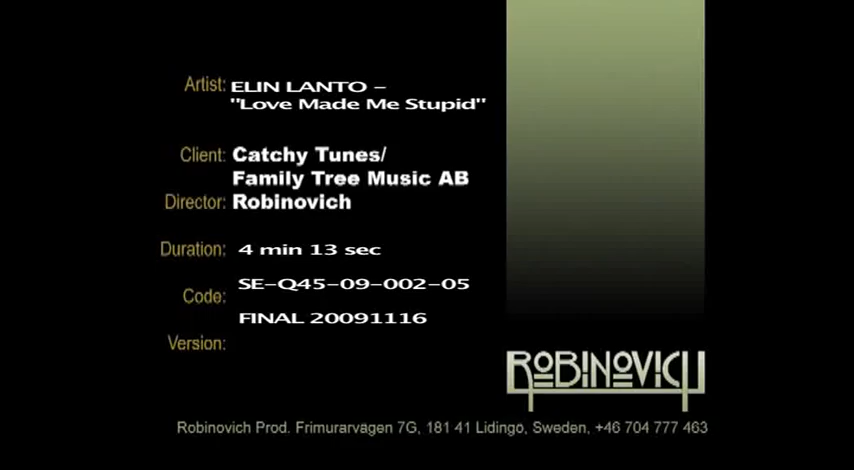 Artist: ELIN LANTO –
"Love Made Me Stupid"
Client: Catchy Tunes/
Family Tree Music AB
Director: Robinovich
Duration: 4 min 13 sec
Code: SE-Q45-09-002-05
FINAL 20091116
Version:
ROBINOVICH
Robinovich Prod. Frimurarvagen 7G, 181 41 Lidingo, Sweden, +46 704 777 463